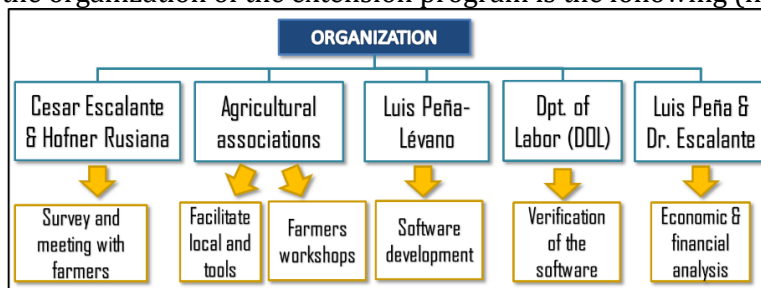 the organization of the extension program is the following (
ORGANIZATION
Cesar Escalante
& Hofner Rusiana
Agricultural
associations
Luis Peña-
Lévano
Dpt. of
Labor (DOL)
Luis Peña &
Dr. Escalante
Survey and
meeting with
farmers
Facilitate
local and
tools
Farmers
workshops
Software
development
Verification
of the
software
Economic &
financial
analysis